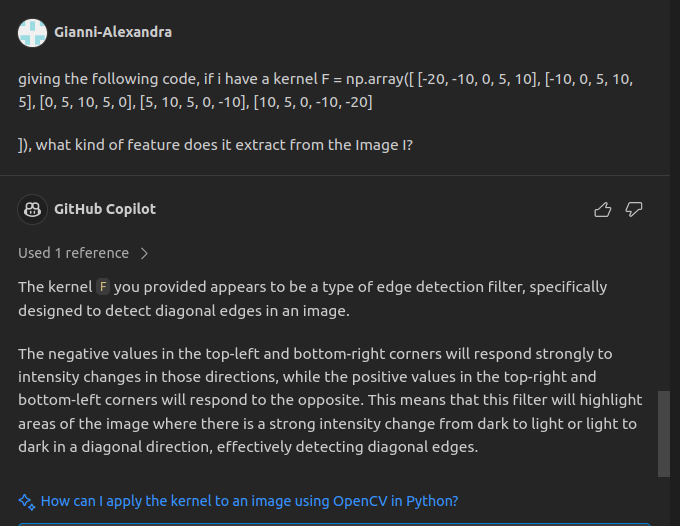 Gianni-Alexandra
giving the following code, if i have a kernel F = np.array([ [-20, -10, 0, 5, 10], [-10, 0, 5, 10,
5], [0, 5, 10, 5, 0], [5, 10, 5, 0, -10], [10, 5, 0, -10, -20]
]), what kind of feature does it extract from the Image I?
GitHub Copilot
Used 1 reference
The kernel F you provided appears to be a type of edge detection filter, specifically
designed to detect diagonal edges in an image.
The negative values in the top-left and bottom-right corners will respond strongly to
intensity changes in those directions, while the positive values in the top-right and
bottom-left corners will respond to the opposite. This means that this filter will highlight
areas of the image where there is a strong intensity change from dark to light or light to
dark in a diagonal direction, effectively detecting diagonal edges.
How can I apply the kernel to an image using OpenCV in Python?